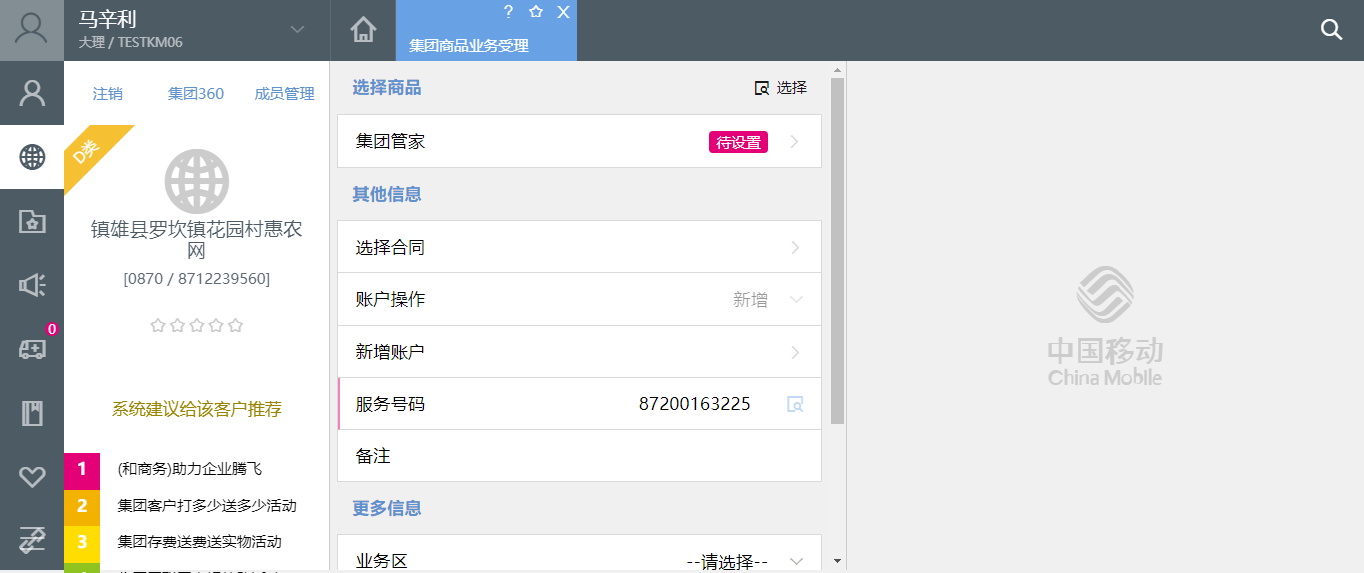 马辛利
大理 / TESTKM06
? X
集团商品业务受理
注销 集团360 成员管理
D类
镇雄县罗坎镇花园村惠农
网
[0870 / 8712239560]
0
系统建议给该客户推荐
1 (和商务)助力企业腾飞
2 集团客户打多少送多少活动
3 集团存费送费送实物活动
选择商品 选择
集团管家 待设置
其他信息
选择合同
账户操作 新增
新增账户
服务号码 87200163225
备注
更多信息
业务区 --请选择--
中国移动
China Mobile